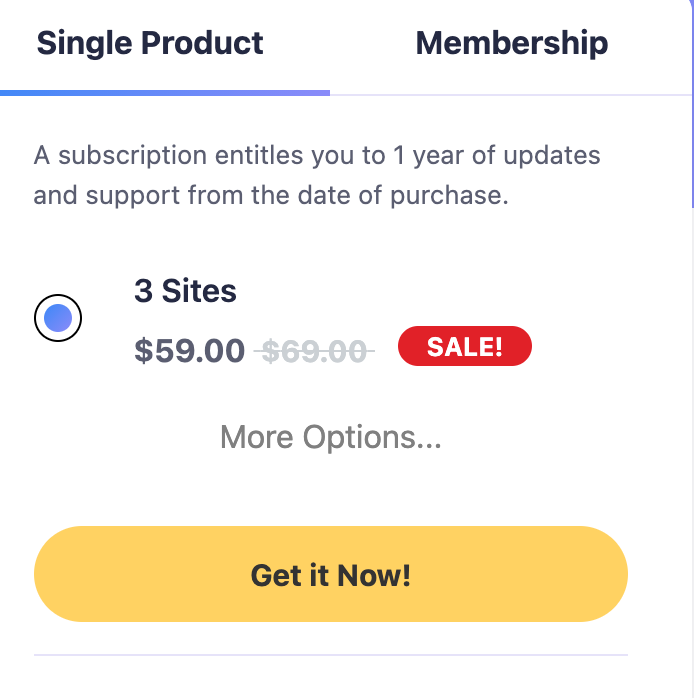 Single Product Membership
A subscription entitles you to 1 year of updates
and support from the date of purchase.
3 Sites
$59.00 $69.00 SALE!
More Options...
Get it Now!